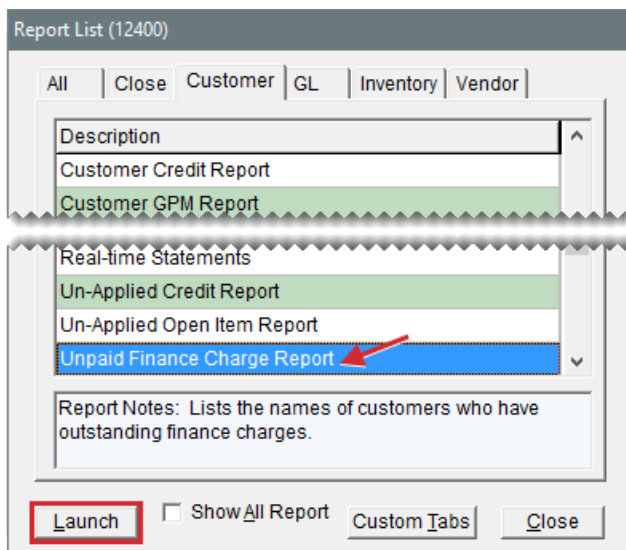 Report List (12400)
All Close Customer GL Inventory Vendor
Description
Customer Credit Report
Customer GPM Report
Real-time Statements
Un-Applied Credit Report
Un-Applied Open Item Report
Unpaid Finance Charge Report
Report Notes: Lists the names of customers who have
outstanding finance charges.
Launch Show All Report Custom Tabs Close